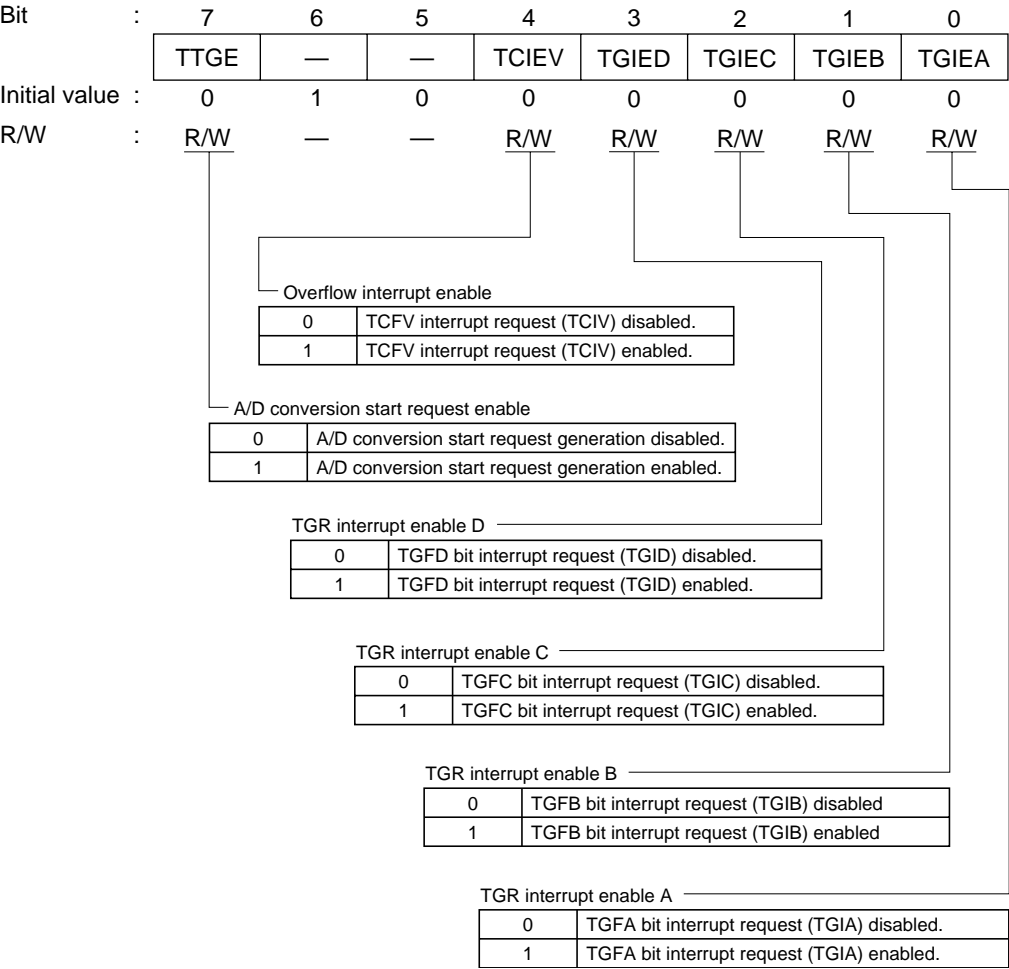 Bit : 7 6 5 4 3 2 1 0
TTGE — — TCIEV TGIED TGIEC TGIEB TGIEA
Initial value : 0 1 0 0 0 0 0 0
R/W : R/W — — R/W R/W R/W R/W R/W
Overflow interrupt enable
0 TCFV interrupt request (TCIV) disabled.
1 TCFV interrupt request (TCIV) enabled.
A/D conversion start request enable
0 A/D conversion start request generation disabled.
1 A/D conversion start request generation enabled.
TGR interrupt enable D
0 TGFD bit interrupt request (TGID) disabled.
1 TGFD bit interrupt request (TGID) enabled.
TGR interrupt enable C
0 TGFC bit interrupt request (TGIC) disabled.
1 TGFC bit interrupt request (TGIC) enabled.
TGR interrupt enable B
0 TGFB bit interrupt request (TGIB) disabled
1 TGFB bit interrupt request (TGIB) enabled
TGR interrupt enable A
0 TGFA bit interrupt request (TGIA) disabled.
1 TGFA bit interrupt request (TGIA) enabled.